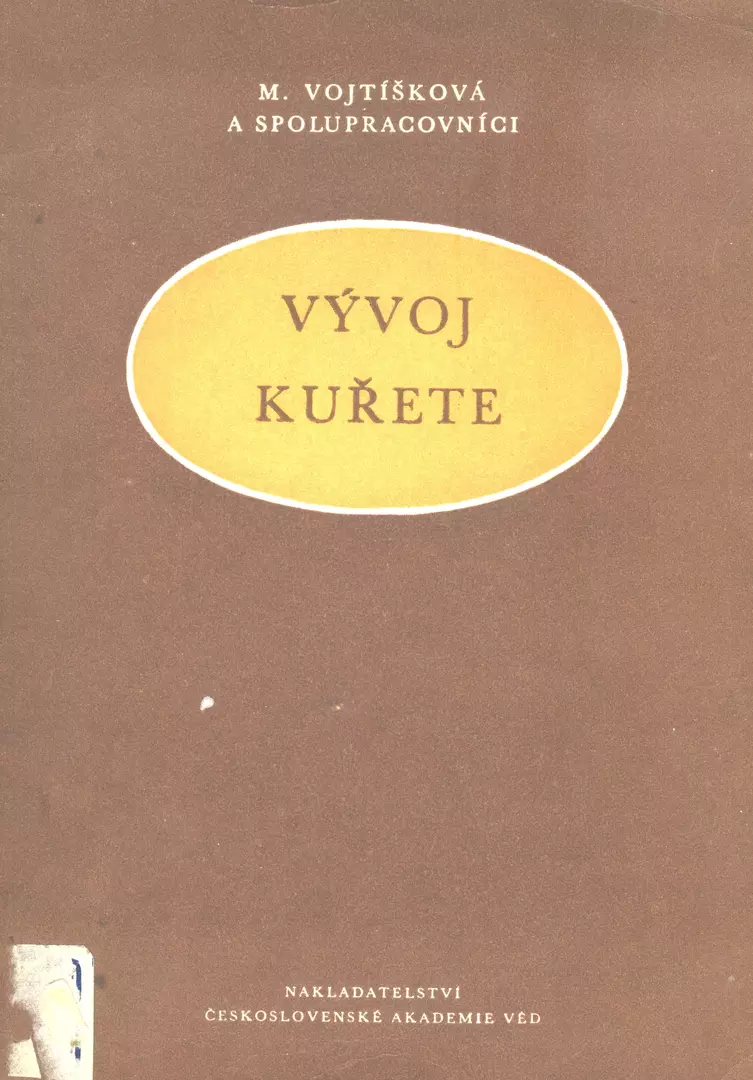 M. VOJTÍŠKOVÁ
A SPOLUPRACOVNÍCI
VÝVOJ
KUŘETE
NAKLADATELSTVÍ
ČESKOSLOVENSKÉ AKADEMIE VĚD